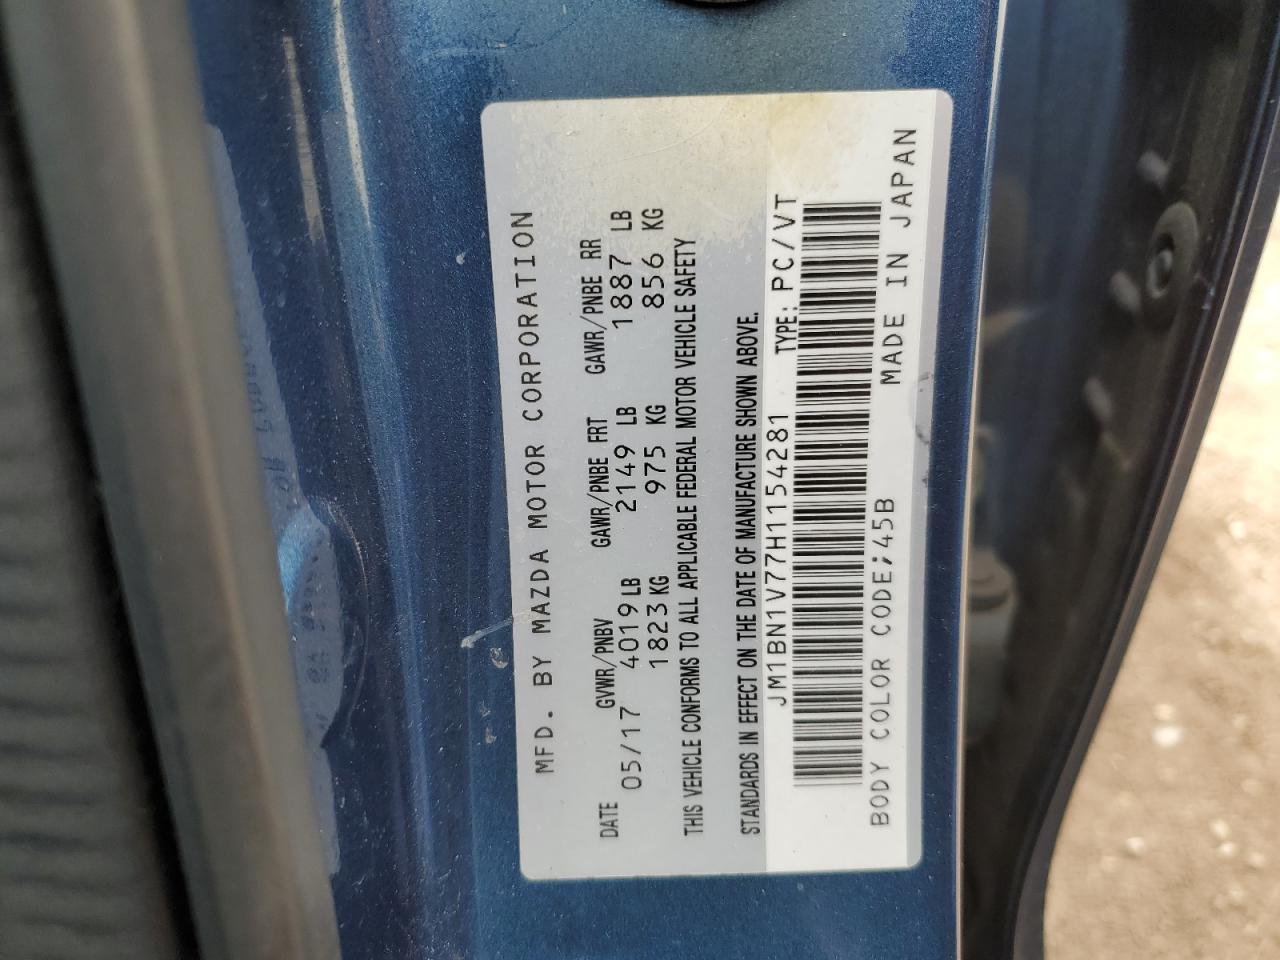 MFD. BY MAZDA MOTOR CORPORATION
DATE GVWR/PNBV GAWR/PNBE FRT GAWR/PNBE RR
05/17 4019 LB 2149 LB 1887 LB
1823 KG 975 KG 856 KG
THIS VEHICLE CONFORMS TO ALL APPLICABLE FEDERAL MOTOR VEHICLE SAFETY
STANDARDS IN EFFECT ON THE DATE OF MANUFACTURE SHOWN ABOVE.
JM1BN1V77H1154281 TYPE: PC/VT
BODY COLOR CODE;45B MADE IN JAPAN